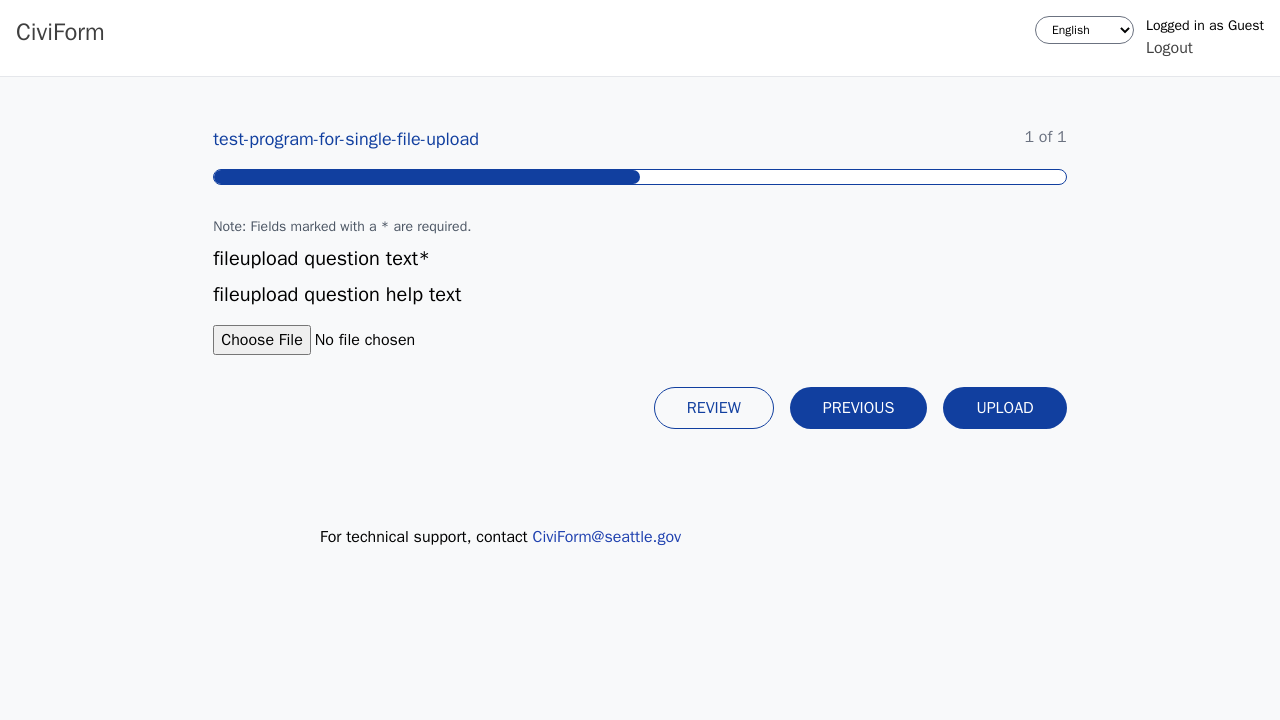 CiviForm
English
Logged in as Guest
Logout
test-program-for-single-file-upload
1 of 1
Note: Fields marked with a * are required.
fileupload question text*
fileupload question help text
Choose File No file chosen
REVIEW
PREVIOUS
UPLOAD
For technical support, contact CiviForm@seattle.gov